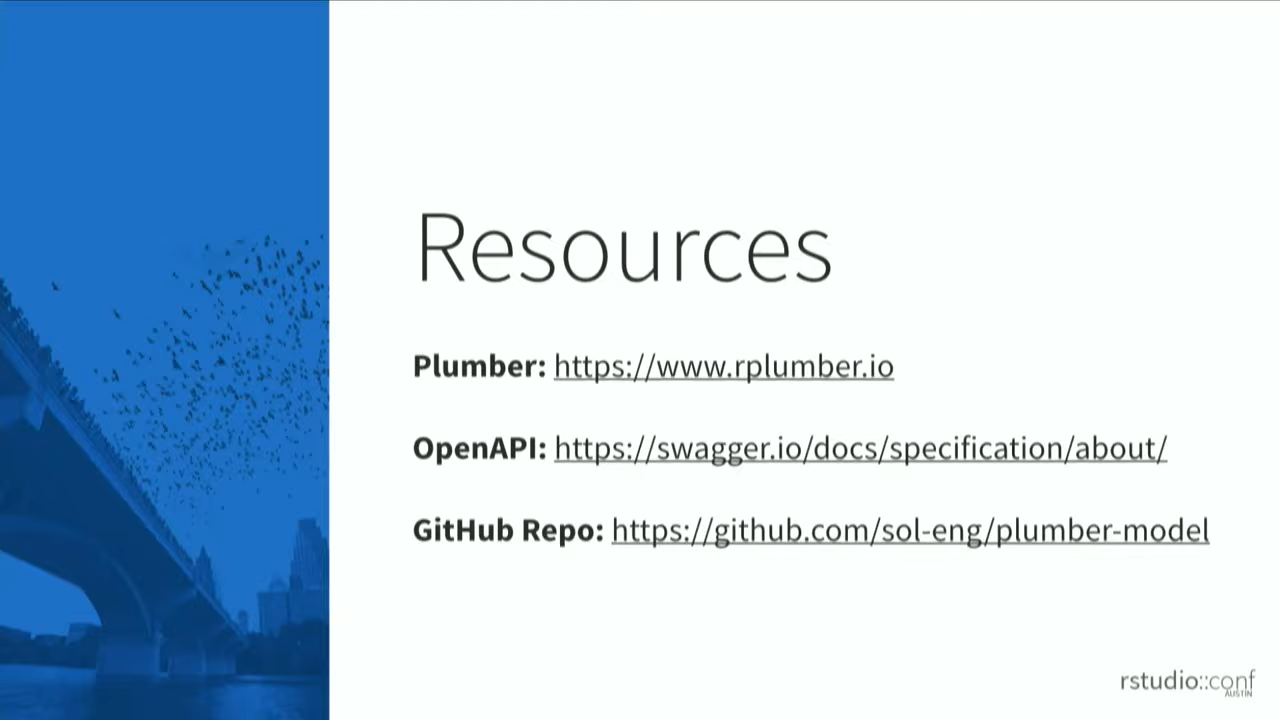 Resources
Plumber: https://www.rplumber.io
OpenAPI: https://swagger.io/docs/specification/about/
GitHub Repo: https://github.com/sol-eng/plumber-model
rstudio::conf
AUSTIN